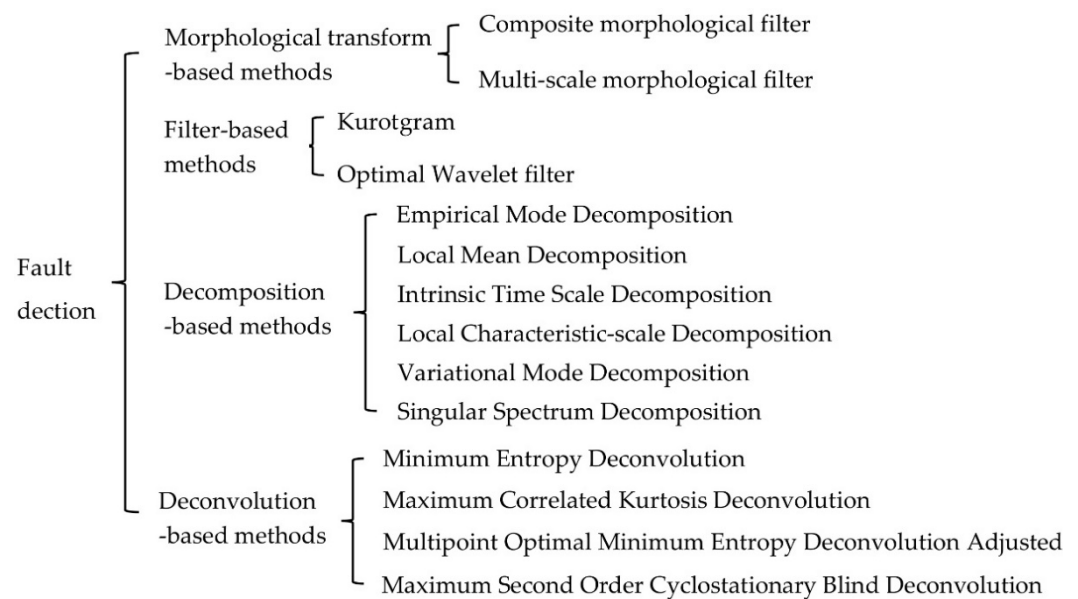 Fault
dection
Morphological transform
-based methods
Composite morphological filter
Multi-scale morphological filter
Filter-based
methods
Kurotgram
Optimal Wavelet filter
Decomposition
-based methods
Empirical Mode Decomposition
Local Mean Decomposition
Intrinsic Time Scale Decomposition
Local Characteristic-scale Decomposition
Variational Mode Decomposition
Singular Spectrum Decomposition
Deconvolution
-based methods
Minimum Entropy Deconvolution
Maximum Correlated Kurtosis Deconvolution
Multipoint Optimal Minimum Entropy Deconvolution Adjusted
Maximum Second Order Cyclostationary Blind Deconvolution